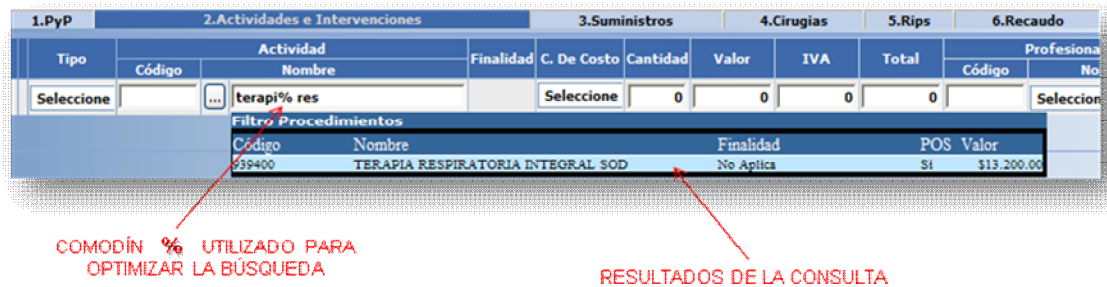 1.PyP 2.Actividades e Intervenciones 3.Suministros 4.Cirugias 5.Rips 6.Recaudo
Tipo Actividad Finalidad C. De Costo Cantidad Valor IVA Total Profesiona
Código Nombre Código No
Seleccione ... terapi% res Seleccione 0 0 0 0 Seleccion
Filtro Procedimientos
Código Nombre Finalidad POS Valor
939400 TERAPIA RESPIRATORIA INTEGRAL SOD No Aplica Si $13.200.00
COMODÍN % UTILIZADO PARA
OPTIMIZAR LA BÚSQUEDA
RESULTADOS DE LA CONSULTA